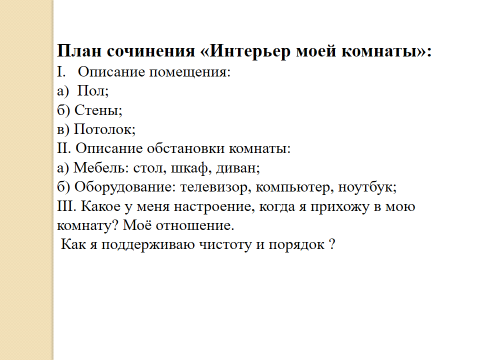 План сочинения «Интерьер моей комнаты»:
I. Описание помещения:
а) Пол;
б) Стены;
в) Потолок;
II. Описание обстановки комнаты:
а) Мебель: стол, шкаф, диван;
б) Оборудование: телевизор, компьютер, ноутбук;
III. Какое у меня настроение, когда я прихожу в мою
комнату? Моё отношение.
Как я поддерживаю чистоту и порядок ?